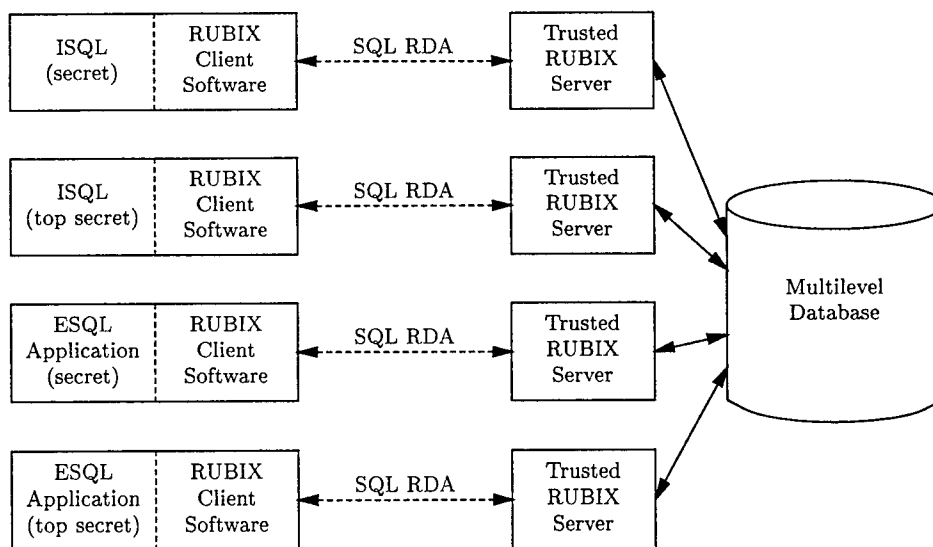 ISQL
(secret)
RUBIX
Client
Software
SQL RDA
Trusted
RUBIX
Server
ISQL
(top secret)
RUBIX
Client
Software
SQL RDA
Trusted
RUBIX
Server
Multilevel
Database
ESQL
Application
(secret)
RUBIX
Client
Software
SQL RDA
Trusted
RUBIX
Server
ESQL
Application
(top secret)
RUBIX
Client
Software
SQL RDA
Trusted
RUBIX
Server